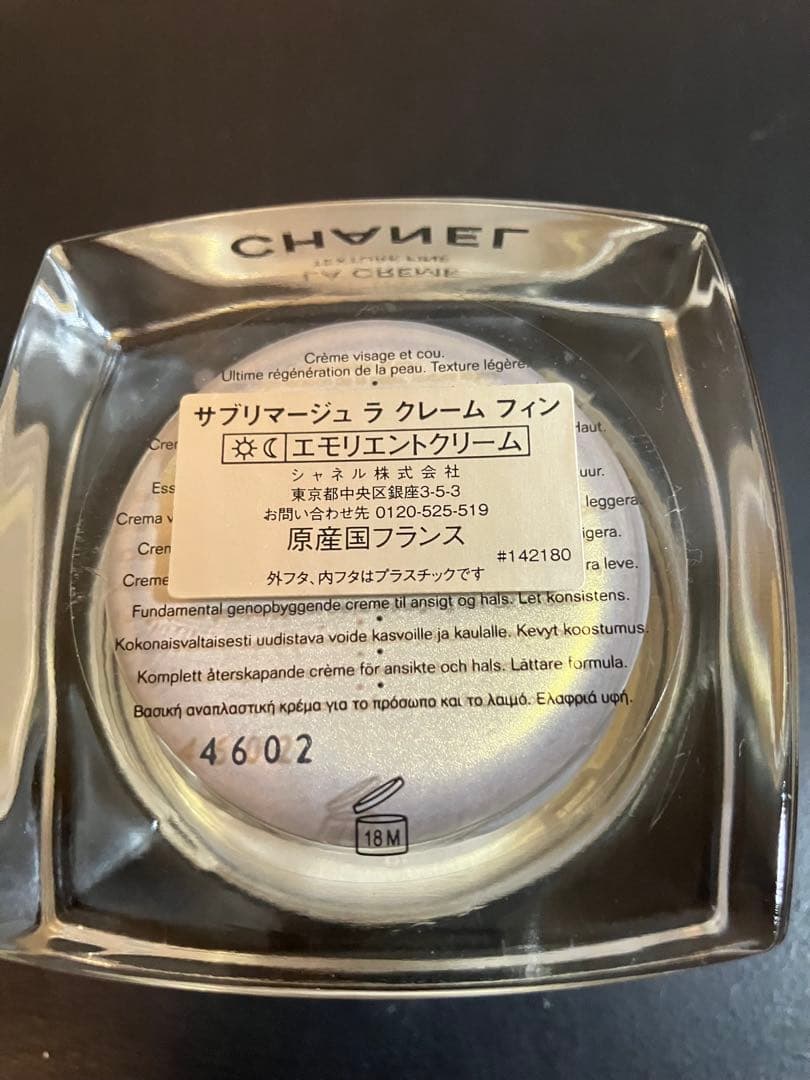 CHANEL
TEXTURE FINE
LA CRÈME
Crème visage et cou.
Ultime régénération de la peau. Texture légère.
サブリマージュ ラ クレーム フィン
エモリエントクリーム
シャネル株式会社
東京都中央区銀座3-5-3
お問い合わせ先 0120-525-519
原産国フランス
#142180
外フタ、内フタはプラスチックです
Haut.
Crema
leggera.
Creme
Fundamental genopbyggende creme til ansigt og hals. Let konsistens.
Kokonaisvaltaisesti uudistava voide kasvoille ja kaulalle. Kevyt koostumus.
Komplett återskapande crème för ansikte och hals. Lättare formula.
Βασική αναπλαστική κρέμα για το πρόσωπο και το λαιμό. Ελαφριά υφή.
4602
18 M